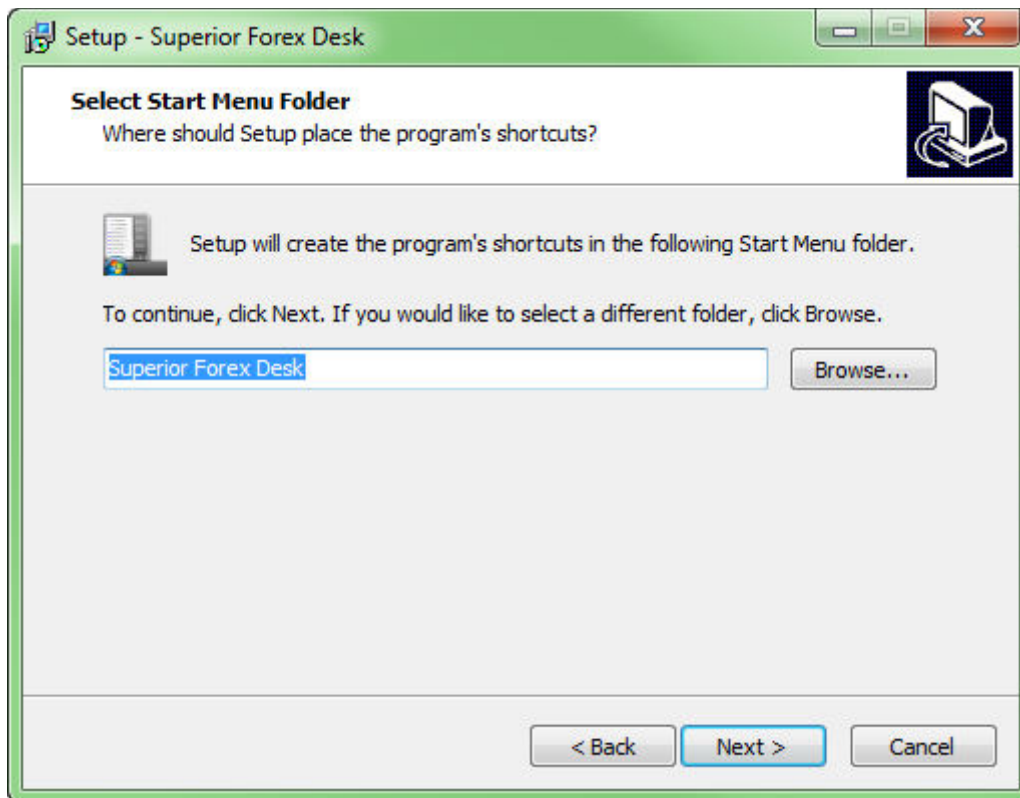 Setup - Superior Forex Desk
Select Start Menu Folder
Where should Setup place the program's shortcuts?
Setup will create the program's shortcuts in the following Start Menu folder.
To continue, click Next. If you would like to select a different folder, click Browse.
Superior Forex Desk
Browse...
< Back
Next >
Cancel